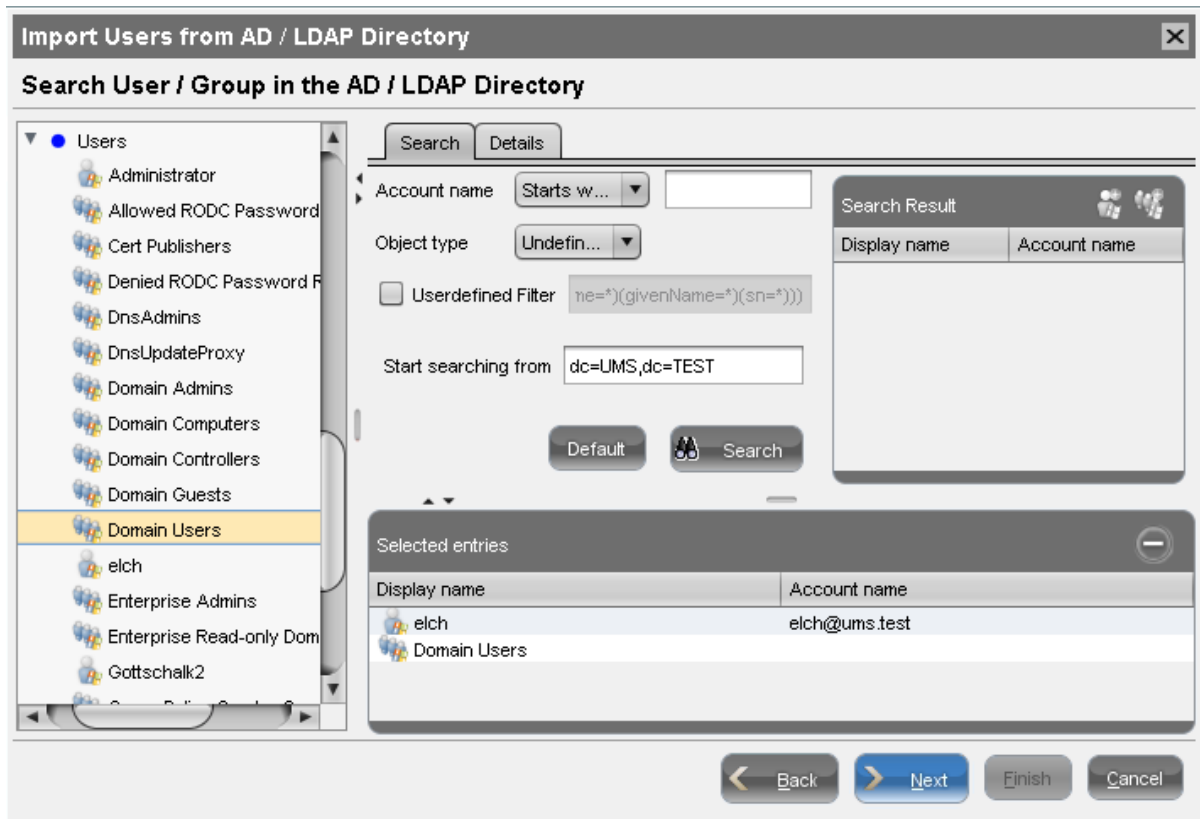 Import Users from AD / LDAP Directory
Search User / Group in the AD / LDAP Directory
Users
Administrator
Allowed RODC Password
Cert Publishers
Denied RODC Password R
DnsAdmins
DnsUpdateProxy
Domain Admins
Domain Computers
Domain Controllers
Domain Guests
Domain Users
elch
Enterprise Admins
Enterprise Read-only Dom
Gottschalk2
Search Details
Account name Starts w...
Object type Undefin...
Userdefined Filter ne=*)(givenName=*)(sn=*)))
Start searching from dc=UMS,dc=TEST
Default Search
Search Result
Display name Account name
Selected entries
Display name Account name
elch elch@ums.test
Domain Users
Back Next Finish Cancel